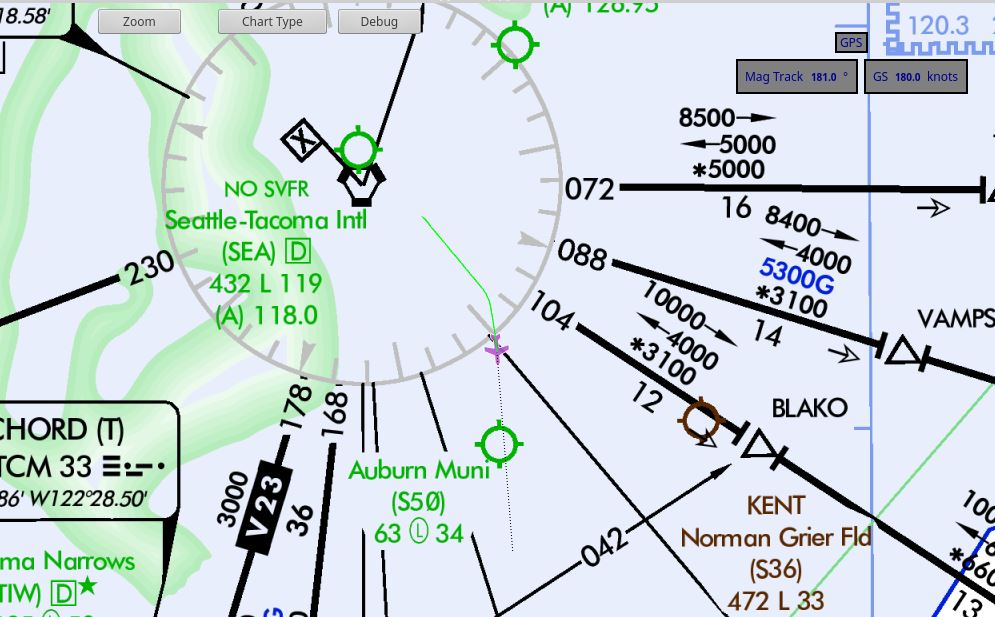 18.58'
Zoom
Chart Type
Debug
(A) 126.95
120.3
GPS
Mag Track 181.0 °
GS 180.0 knots
8500
5000
*5000
072
16
NO SVFR
Seattle-Tacoma Intl
(SEA) D
432 L 119
(A) 118.0
230
088
8400
4000
5300G
*3100
14
VAMPS
104
10000
4000
*3100
12
BLAKO
178
168
CHORD (T)
TCM 33
86' W122°28.50'
3000
V23
36
Auburn Muni
(S50)
63 L 34
042
KENT
Norman Grier Fld
(S36)
472 L 33
100
*660
13
ma Narrows
TIW) D★